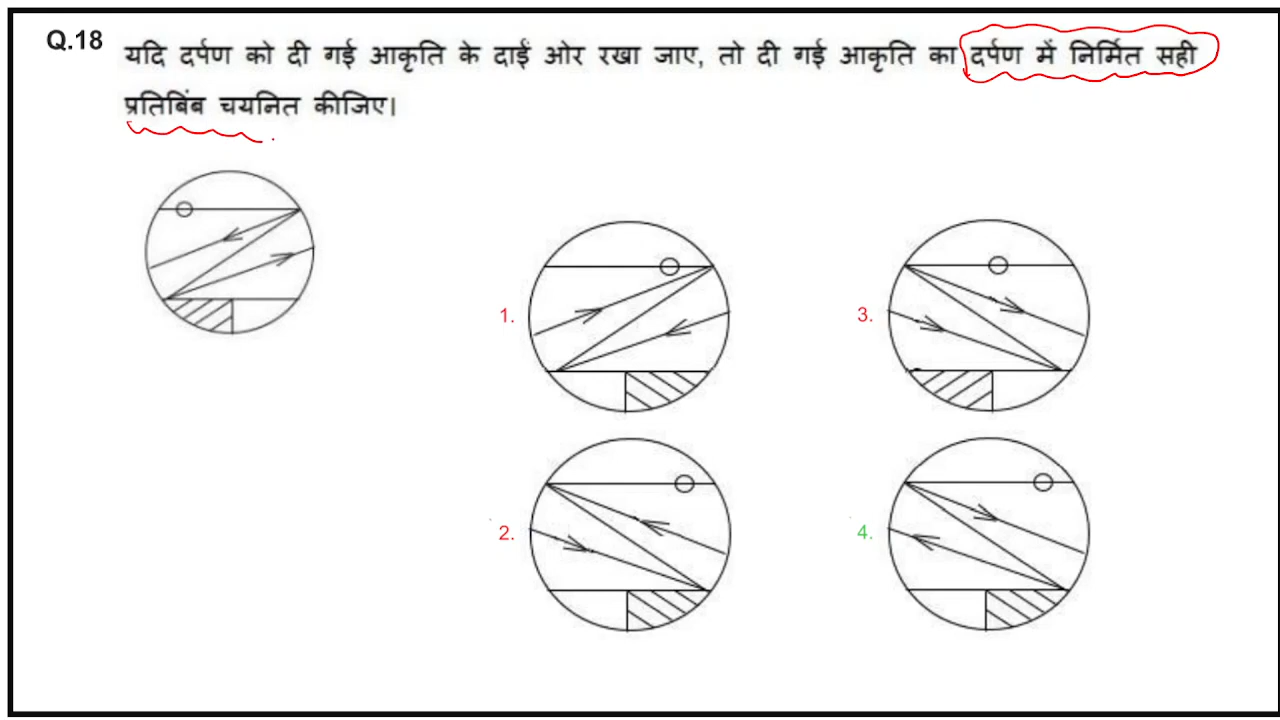 Q.18
यदि दर्पण को दी गई आकृति के दाईं ओर रखा जाए, तो दी गई आकृति का दर्पण में निर्मित सही
प्रतिबिंब चयनित कीजिए।
1.
3.
2.
4.